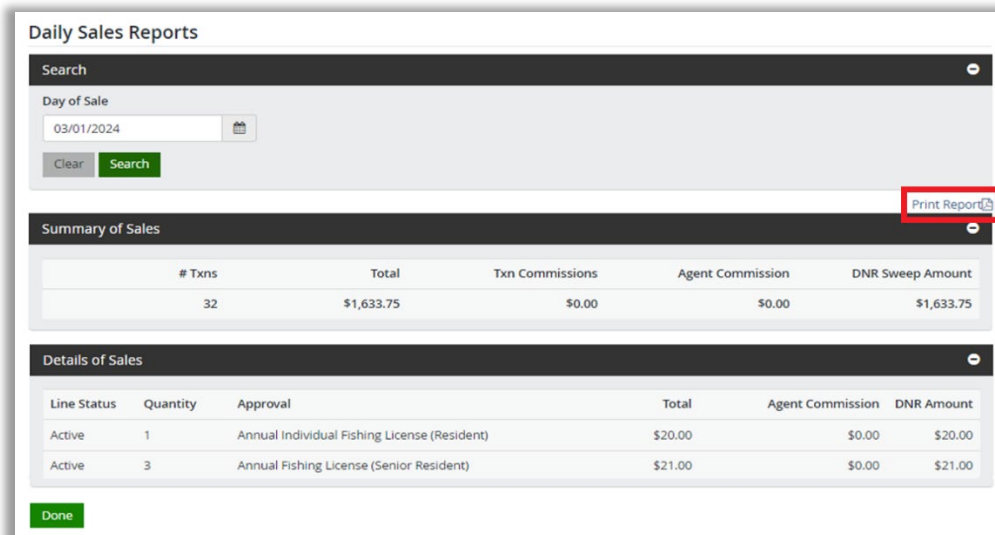 Daily Sales Reports
Search
Day of Sale
03/01/2024
Clear Search
Print Report
Summary of Sales
# Txns Total Txn Commissions Agent Commission DNR Sweep Amount
32 $1,633.75 $0.00 $0.00 $1,633.75
Details of Sales
Line Status Quantity Approval Total Agent Commission DNR Amount
Active 1 Annual Individual Fishing License (Resident) $20.00 $0.00 $20.00
Active 3 Annual Fishing License (Senior Resident) $21.00 $0.00 $21.00
Done